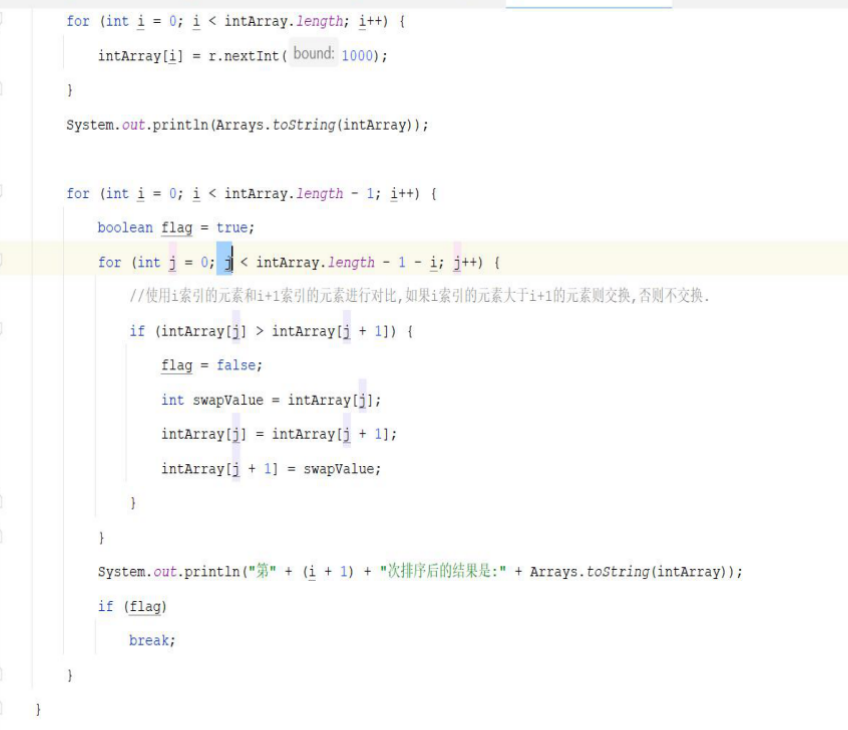 for (int i = 0; i < intArray.length; i++) {
intArray[i] = r.nextInt( bound: 1000);
}
System.out.println(Arrays.toString(intArray));
for (int i = 0; i < intArray.length - 1; i++) {
boolean flag = true;
for (int j = 0; j < intArray.length - 1 - i; j++) {
//使用i索引的元素和i+1索引的元素进行对比,如果i索引的元素大于i+1的元素则交换,否则不交换.
if (intArray[j] > intArray[j + 1]) {
flag = false;
int swapValue = intArray[j];
intArray[j] = intArray[j + 1];
intArray[j + 1] = swapValue;
}
}
System.out.println("第" + (i + 1) + "次排序后的结果是:" + Arrays.toString(intArray));
if (flag)
break;
}
}